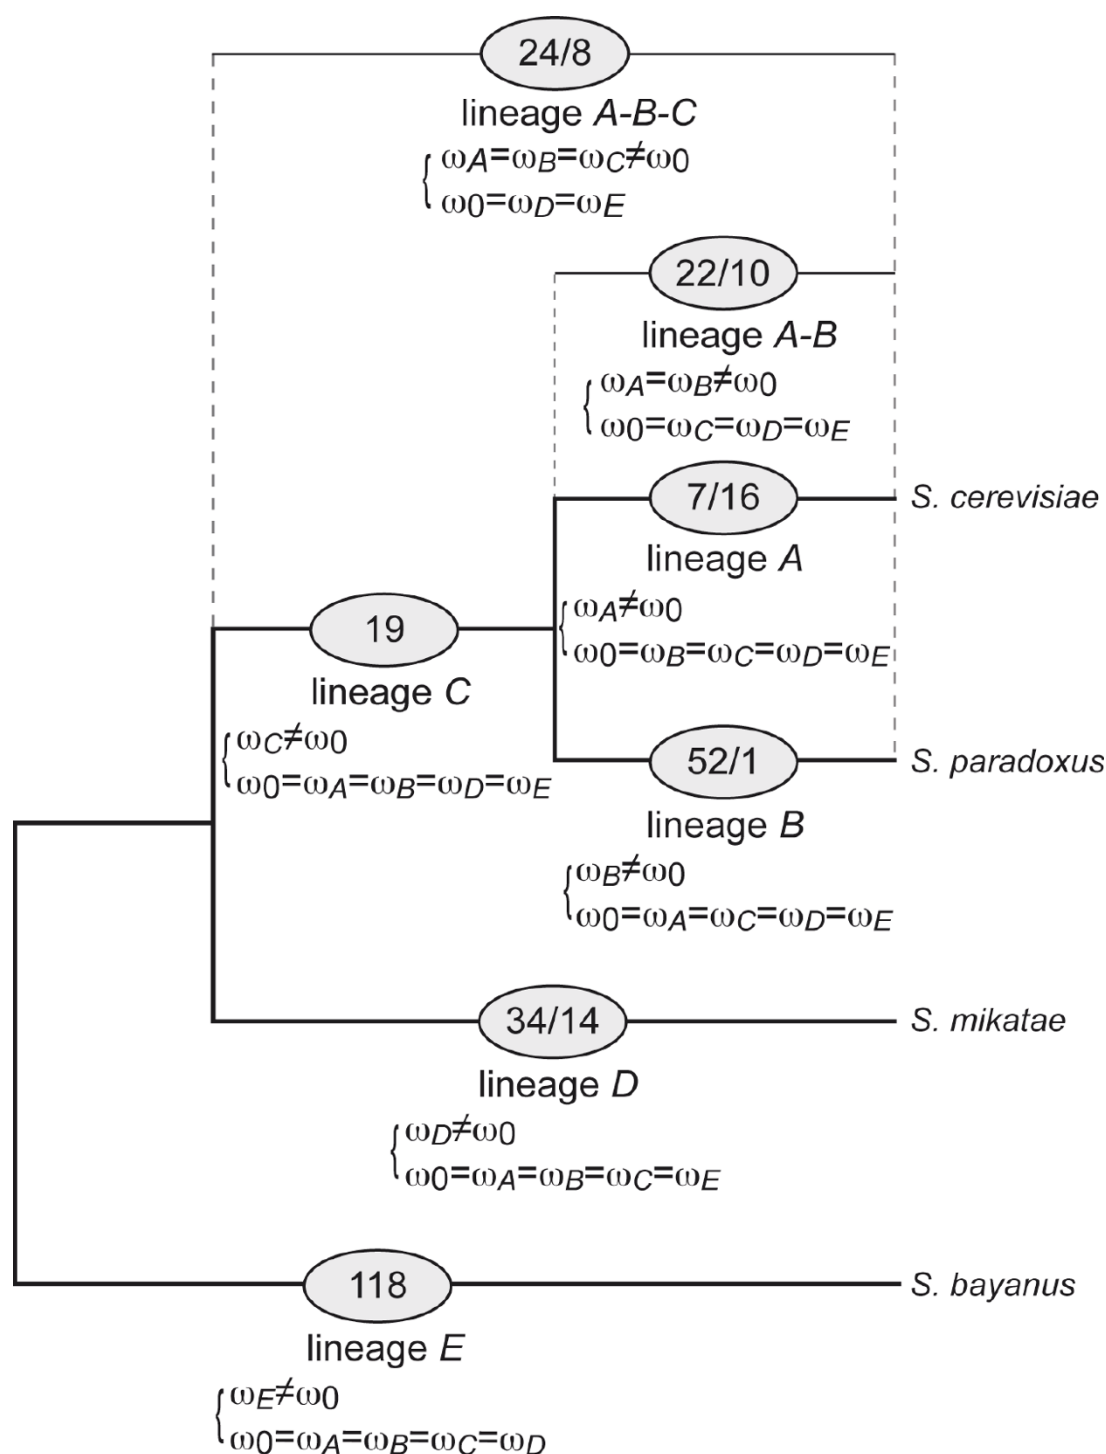 24/8
lineage A-B-C
ωA=ωB=ωC≠ω0
ω0=ωD=ωE
22/10
lineage A-B
ωA=ωB≠ω0
ω0=ωC=ωD=ωE
7/16
S. cerevisiae
lineage A
ωA≠ω0
ω0=ωB=ωC=ωD=ωE
19
lineage C
ωC≠ω0
ω0=ωA=ωB=ωD=ωE
52/1
S. paradoxus
lineage B
ωB≠ω0
ω0=ωA=ωC=ωD=ωE
34/14
S. mikatae
lineage D
ωD≠ω0
ω0=ωA=ωB=ωC=ωE
118
S. bayanus
lineage E
ωE≠ω0
ω0=ωA=ωB=ωC=ωD